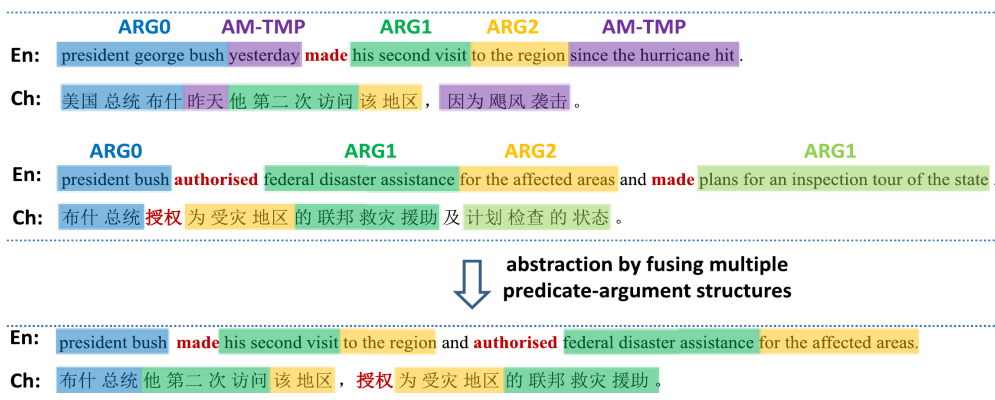 ARG0 AM-TMP ARG1 ARG2 AM-TMP
En: president george bush yesterday made his second visit to the region since the hurricane hit .
Ch: 美国 总统 布什 昨天 他 第二 次 访问 该 地区 ， 因为 飓风 袭击 。
ARG0 ARG1 ARG2 ARG1
En: president bush authorised federal disaster assistance for the affected areas and made plans for an inspection tour of the state .
Ch: 布什 总统 授权 为 受灾 地区 的 联邦 救灾 援助 及 计划 检查 的 状态 。
abstraction by fusing multiple
predicate-argument structures
En: president bush made his second visit to the region and authorised federal disaster assistance for the affected areas.
Ch: 布什 总统 他 第二 次 访问 该 地区 ， 授权 为 受灾 地区 的 联邦 救灾 援助 。